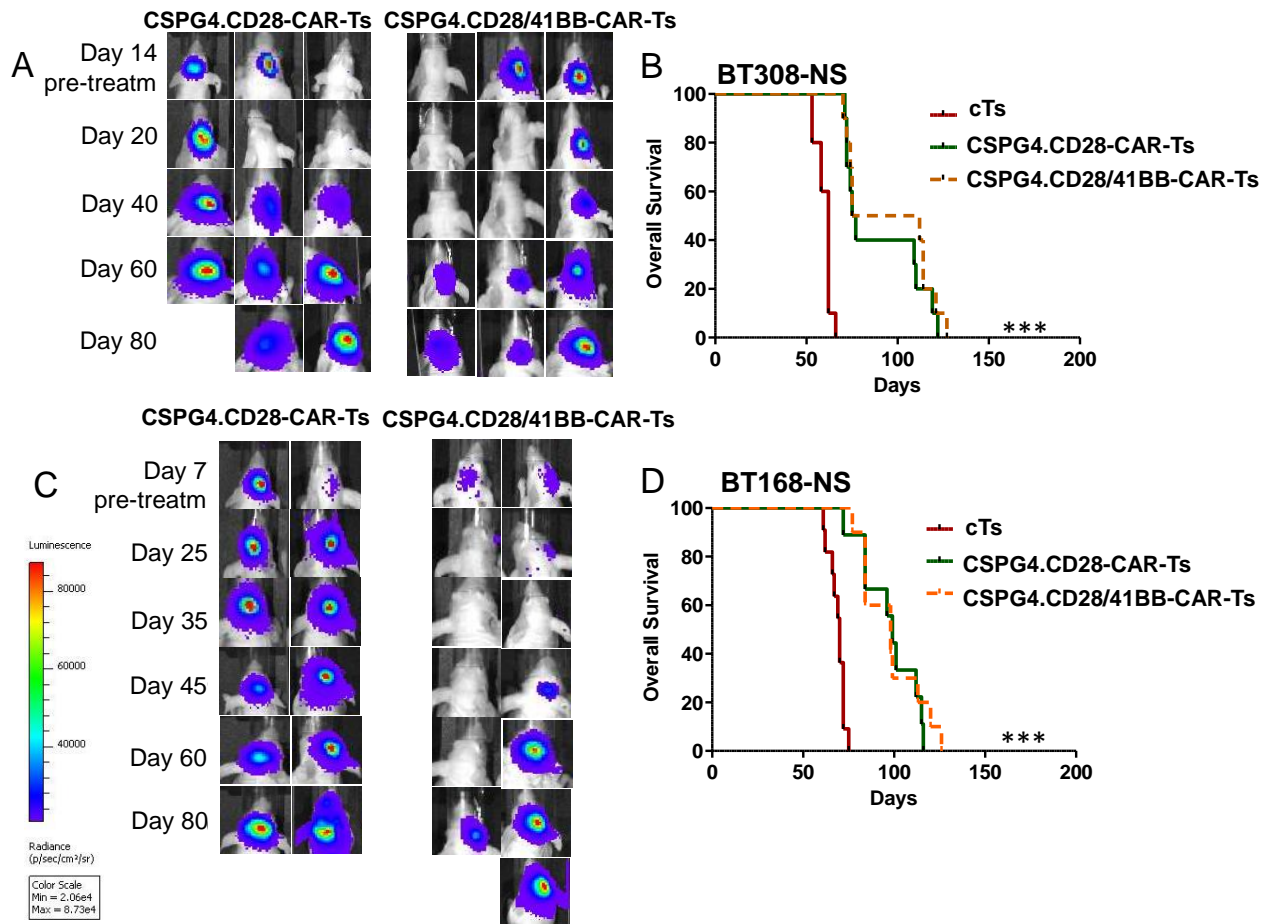 CSPG4.CD28-CAR-Ts CSPG4.CD28/41BB-CAR-Ts
A
Day 14
pre-treatm
Day 20
Day 40
Day 60
Day 80
B
BT308-NS
cTs
CSPG4.CD28-CAR-Ts
CSPG4.CD28/41BB-CAR-Ts
Overall Survival
100
80
60
40
20
0
0 50 100 150 200
Days
***
CSPG4.CD28-CAR-Ts CSPG4.CD28/41BB-CAR-Ts
C
Day 7
pre-treatm
Day 25
Day 35
Day 45
Day 60
Day 80
Luminescence
80000
60000
40000
Radiance
(p/sec/cm²/sr)
Color Scale
Min = 2.06e4
Max = 8.73e4
D
BT168-NS
cTs
CSPG4.CD28-CAR-Ts
CSPG4.CD28/41BB-CAR-Ts
Overall Survival
100
80
60
40
20
0
0 50 100 150 200
Days
***